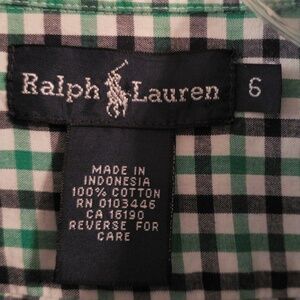 Ralph Lauren 6
MADE IN
INDONESIA
100% COTTON
RN 0103446
CA 16190
REVERSE FOR
CARE